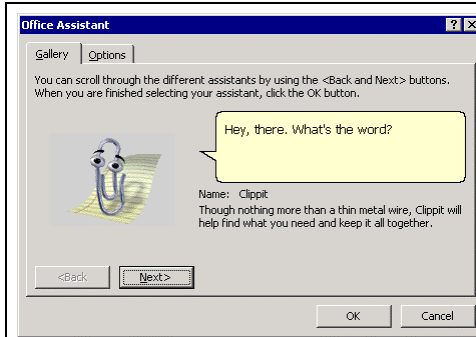 Office Assistant
Gallery Options
You can scroll through the different assistants by using the <Back and Next> buttons.
When you are finished selecting your assistant, click the OK button.
Hey, there. What's the word?
Name: Clippit
Though nothing more than a thin metal wire, Clippit will
help find what you need and keep it all together.
<Back Next>
OK Cancel